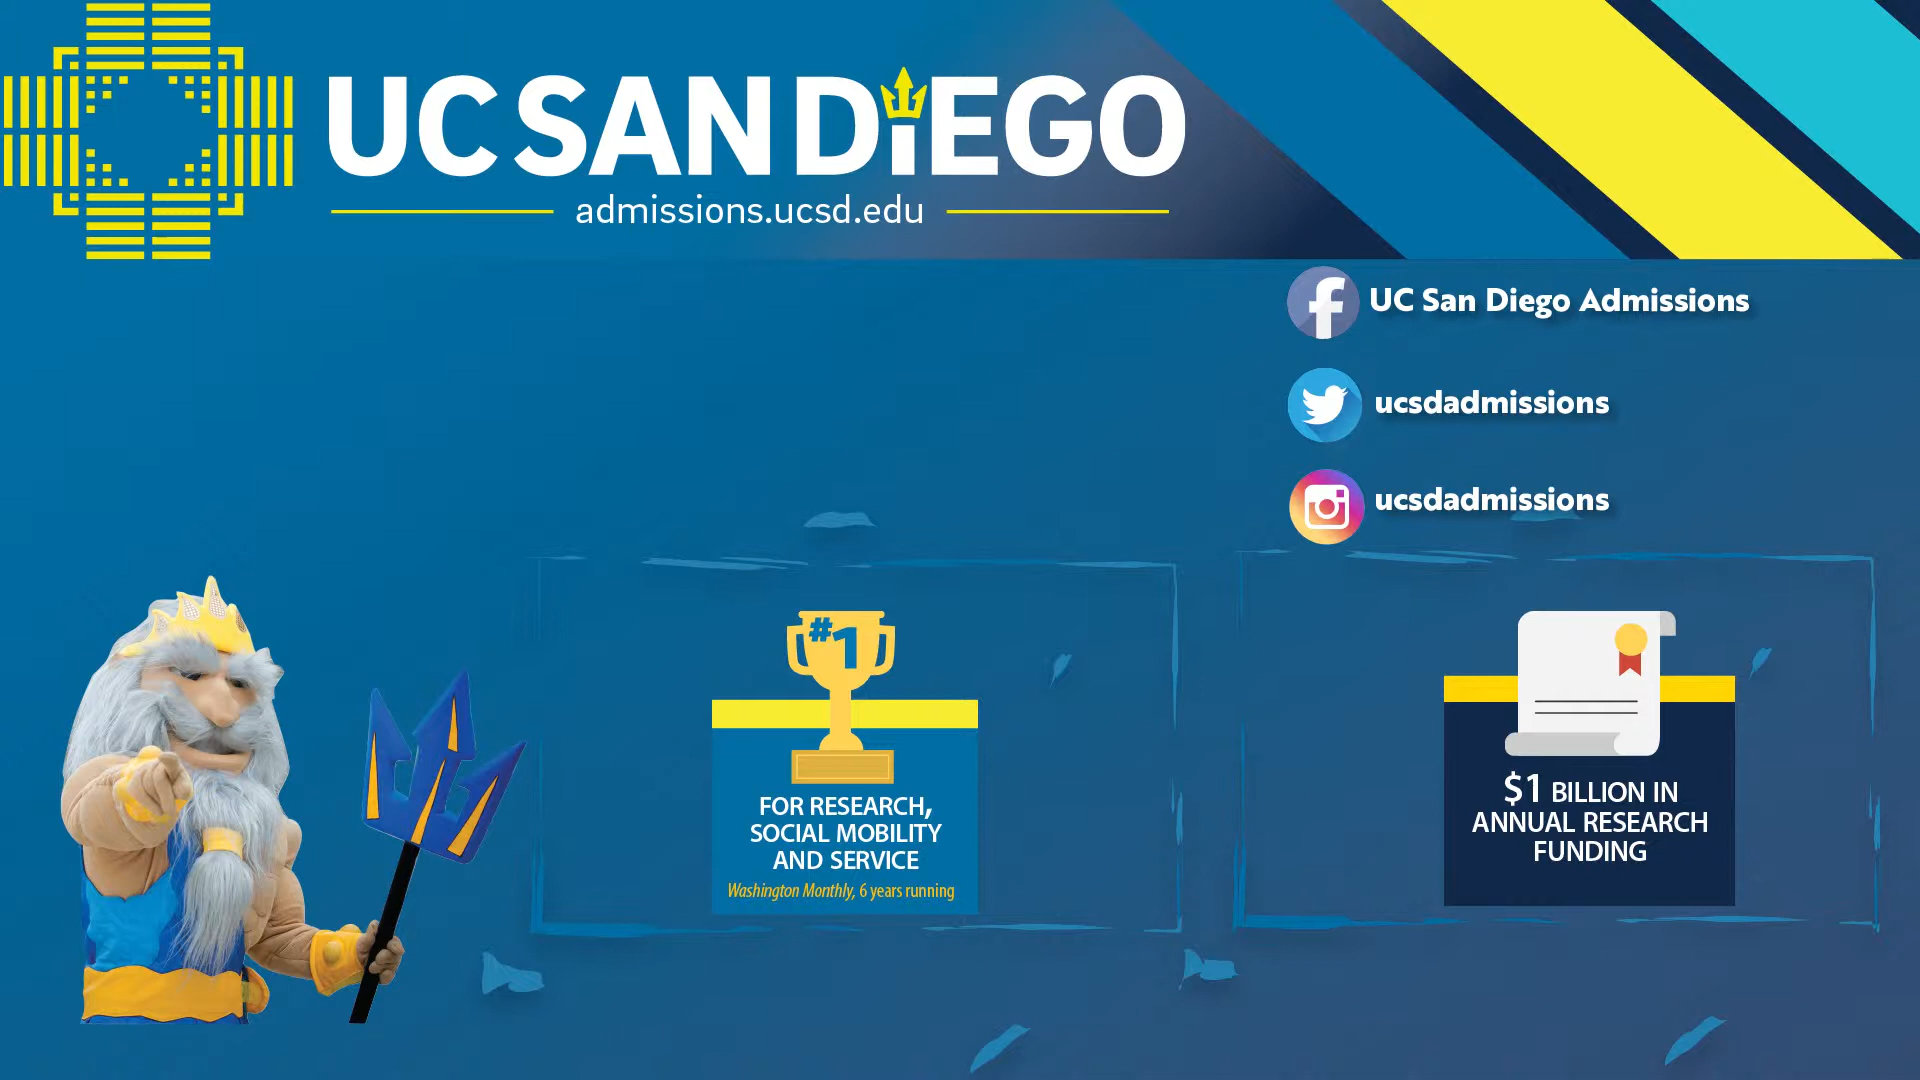 UC SAN DiEGO
admissions.ucsd.edu
UC San Diego Admissions
ucsdadmissions
ucsdadmissions
#1
FOR RESEARCH,
SOCIAL MOBILITY
AND SERVICE
Washington Monthly, 6 years running
$1 BILLION IN
ANNUAL RESEARCH
FUNDING